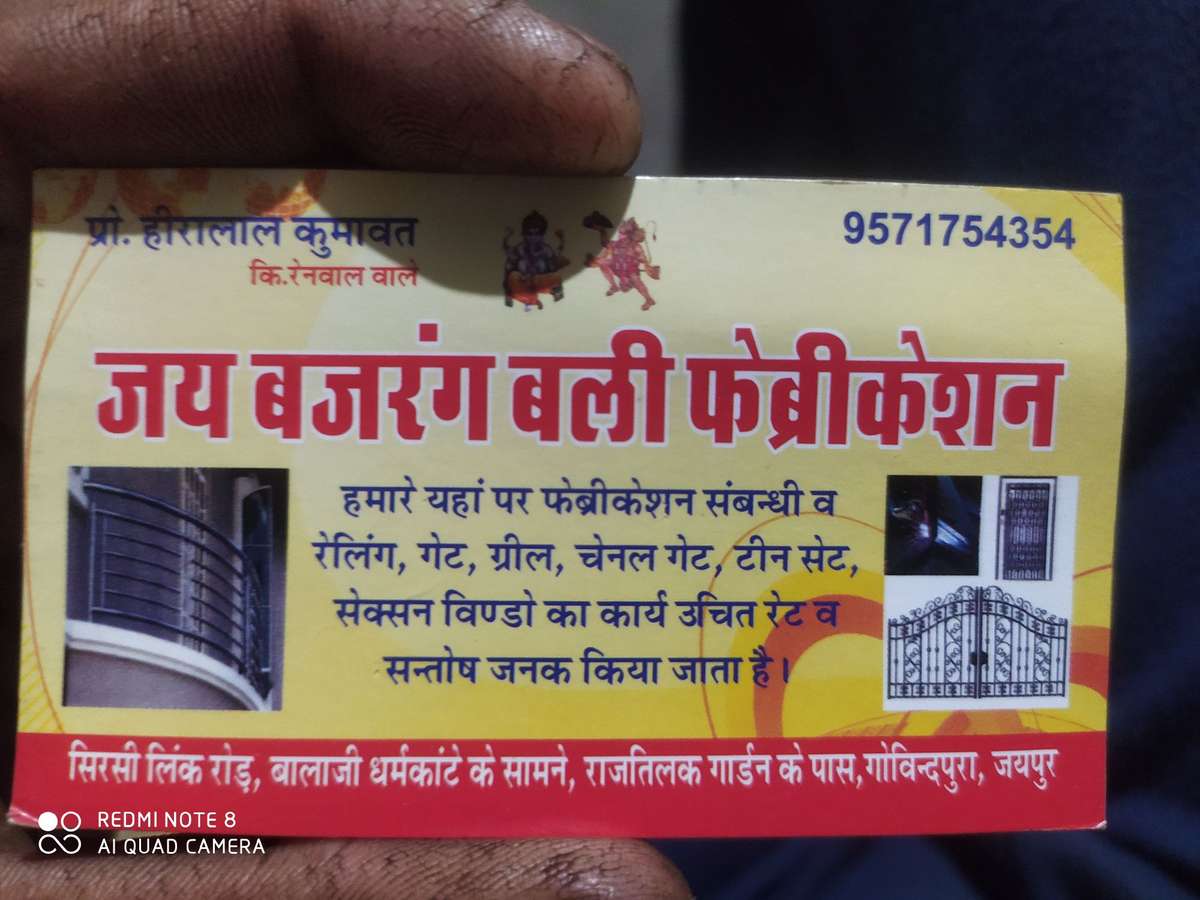 प्रो. हीरालाल कुमावत
कि.रेनवाल वाले
9571754354
जय बजरंग बली फेब्रीकेशन
हमारे यहां पर फेब्रीकेशन संबन्धी व
रेलिंग, गेट, ग्रील, चेनल गेट, टीन सेट,
सेक्सन विण्डो का कार्य उचित रेट व
सन्तोष जनक किया जाता है।
सिरसी लिंक रोड़, बालाजी धर्मकांटे के सामने, राजतिलक गार्डन के पास, गोविन्दपुरा, जयपुर
REDMI NOTE 8
AI QUAD CAMERA